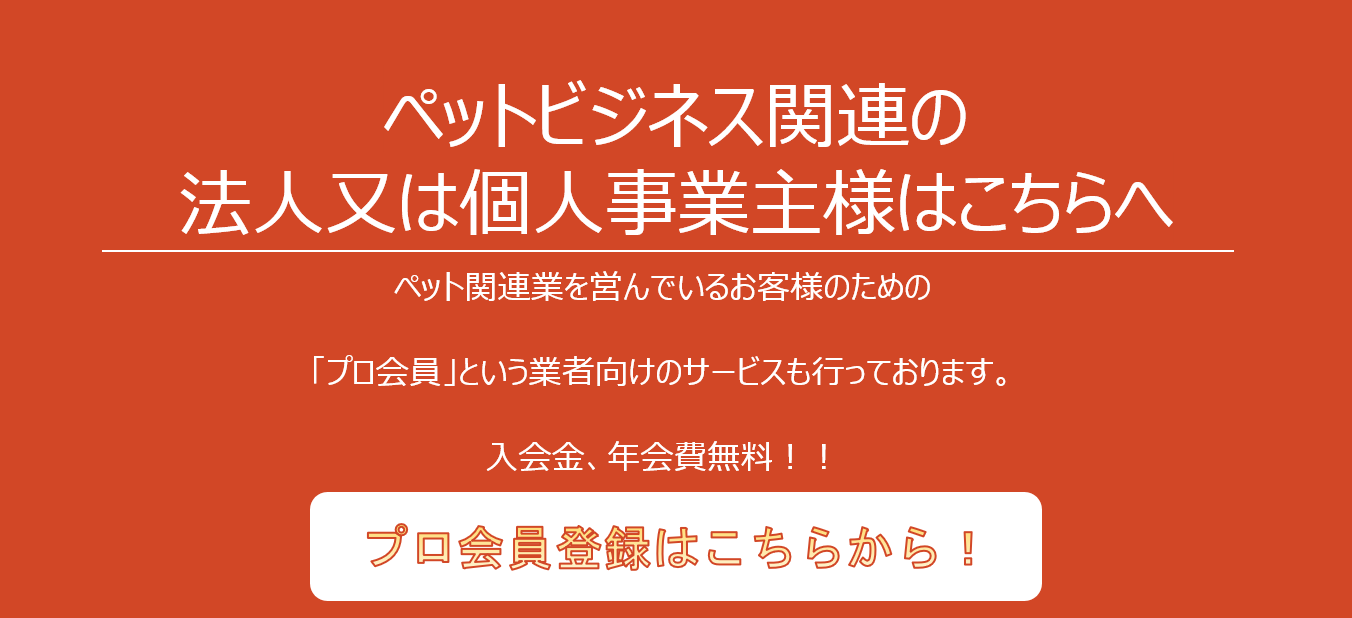 ペットビジネス関連の
法人又は個人事業主様はこちらへ
ペット関連業を営んでいるお客様のための
「プロ会員」という業者向けのサービスも行っております。
入会金、年会費無料！！
プロ会員登録はこちらから！